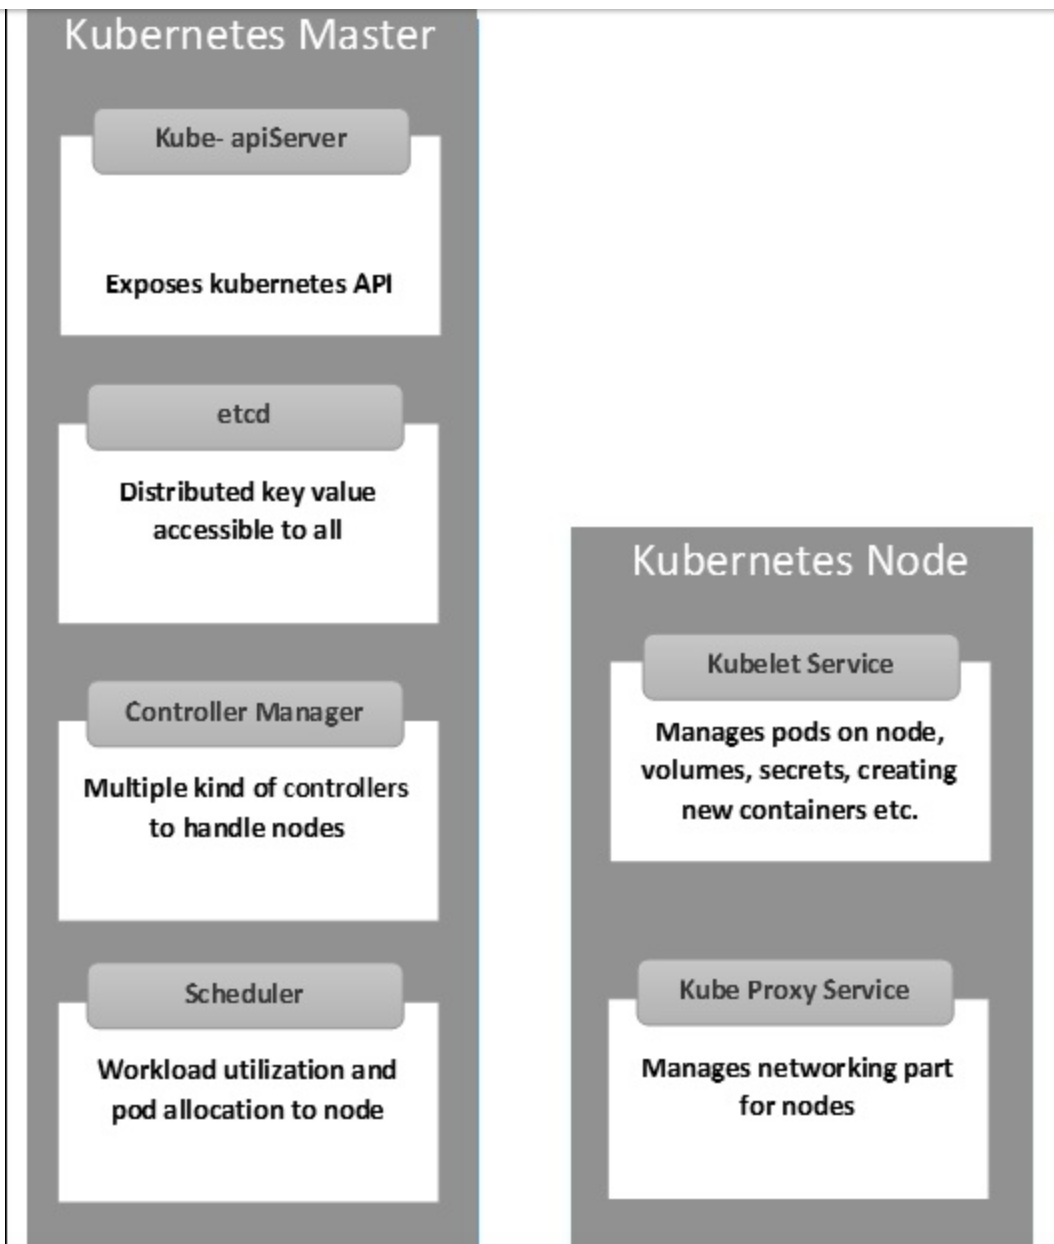 Kubernetes Master
Kube- apiServer
Exposes kubernetes API
etcd
Distributed key value
accessible to all
Controller Manager
Multiple kind of controllers
to handle nodes
Scheduler
Workload utilization and
pod allocation to node
Kubernetes Node
Kubelet Service
Manages pods on node,
volumes, secrets, creating
new containers etc.
Kube Proxy Service
Manages networking part
for nodes